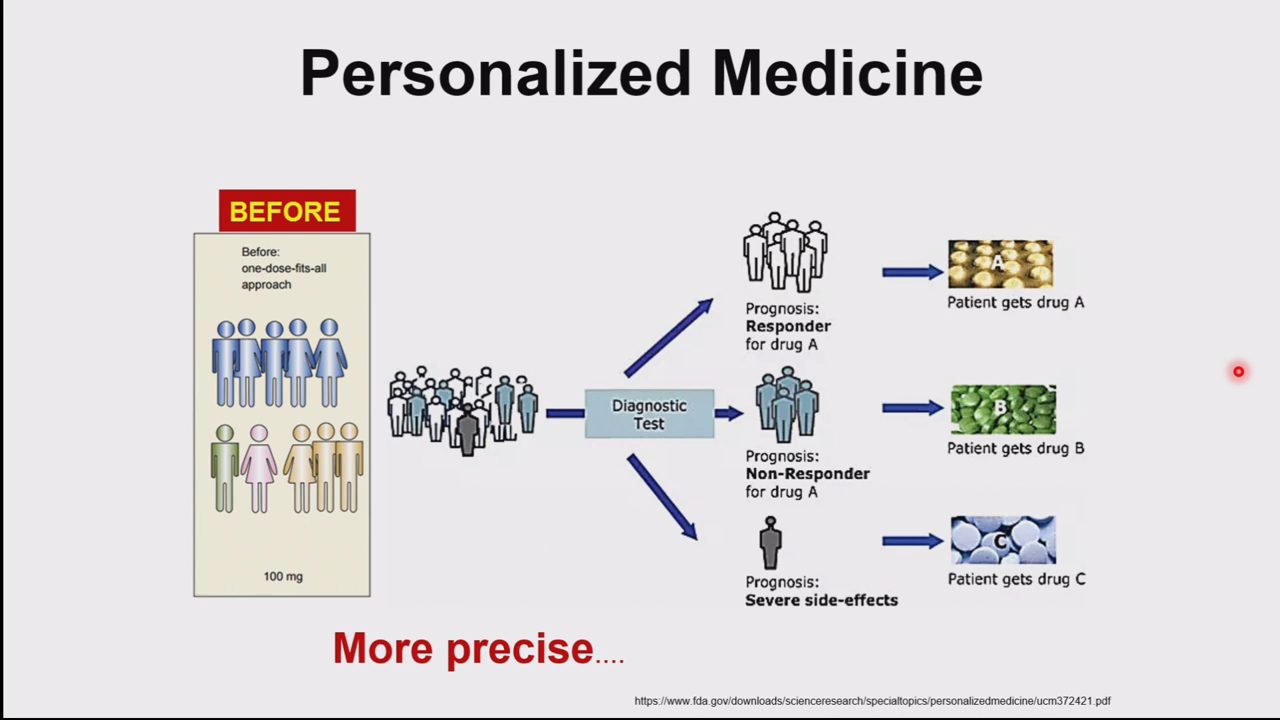 Personalized Medicine
BEFORE
Before:
one-dose-fits-all
approach
100 mg
Diagnostic
Test
Prognosis:
Responder
for drug A
A
Patient gets drug A
Prognosis:
Non-Responder
for drug A
B
Patient gets drug B
Prognosis:
Severe side-effects
C
Patient gets drug C
More precise....
https://www.fda.gov/downloads/scienceresearch/specialtopics/personalizedmedicine/ucm372421.pdf